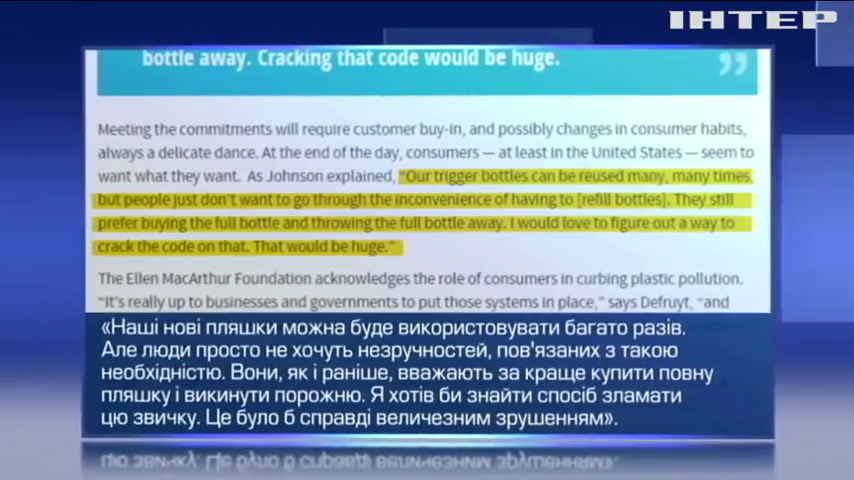 ІНТЕР
bottle away. Cracking that code would be huge.
”
Meeting the commitments will require customer buy-in, and possibly changes in consumer habits,
always a delicate dance. At the end of the day, consumers — at least in the United States — seem to
want what they want. As Johnson explained, “Our trigger bottles can be reused many, many times,
but people just don't want to go through the inconvenience of having to [refill bottles]. They still
prefer buying the full bottle and throwing the full bottle away. I would love to figure out a way to
crack the code on that. That would be huge.”
The Ellen MacArthur Foundation acknowledges the role of consumers in curbing plastic pollution.
“It's really up to businesses and governments to put those systems in place,” says Defruyt, “and
«Наші нові пляшки можна буде використовувати багато разів.
Але люди просто не хочуть незручностей, пов'язаних з такою
необхідністю. Вони, як і раніше, вважають за краще купити повну
пляшку і викинути порожню. Я хотів би знайти спосіб зламати
цю звичку. Це було б справді величезним зрушенням».